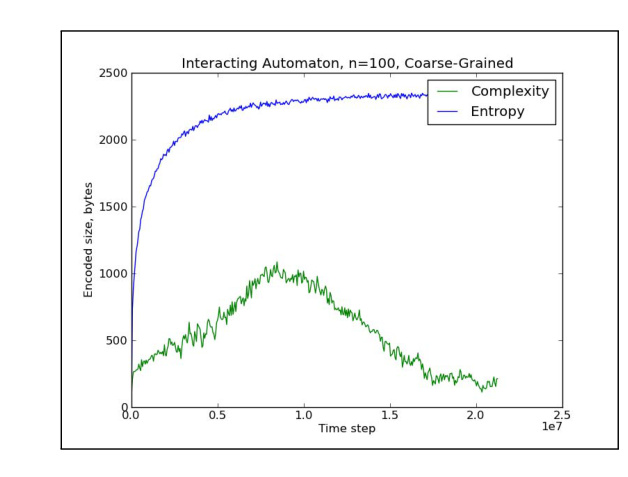 Interacting Automaton, n=100, Coarse-Grained
2500
2000
1500
1000
500
0
Encoded size, bytes
Complexity
Entropy
0.0
0.5
1.0
1.5
2.0
2.5
1e7
Time step